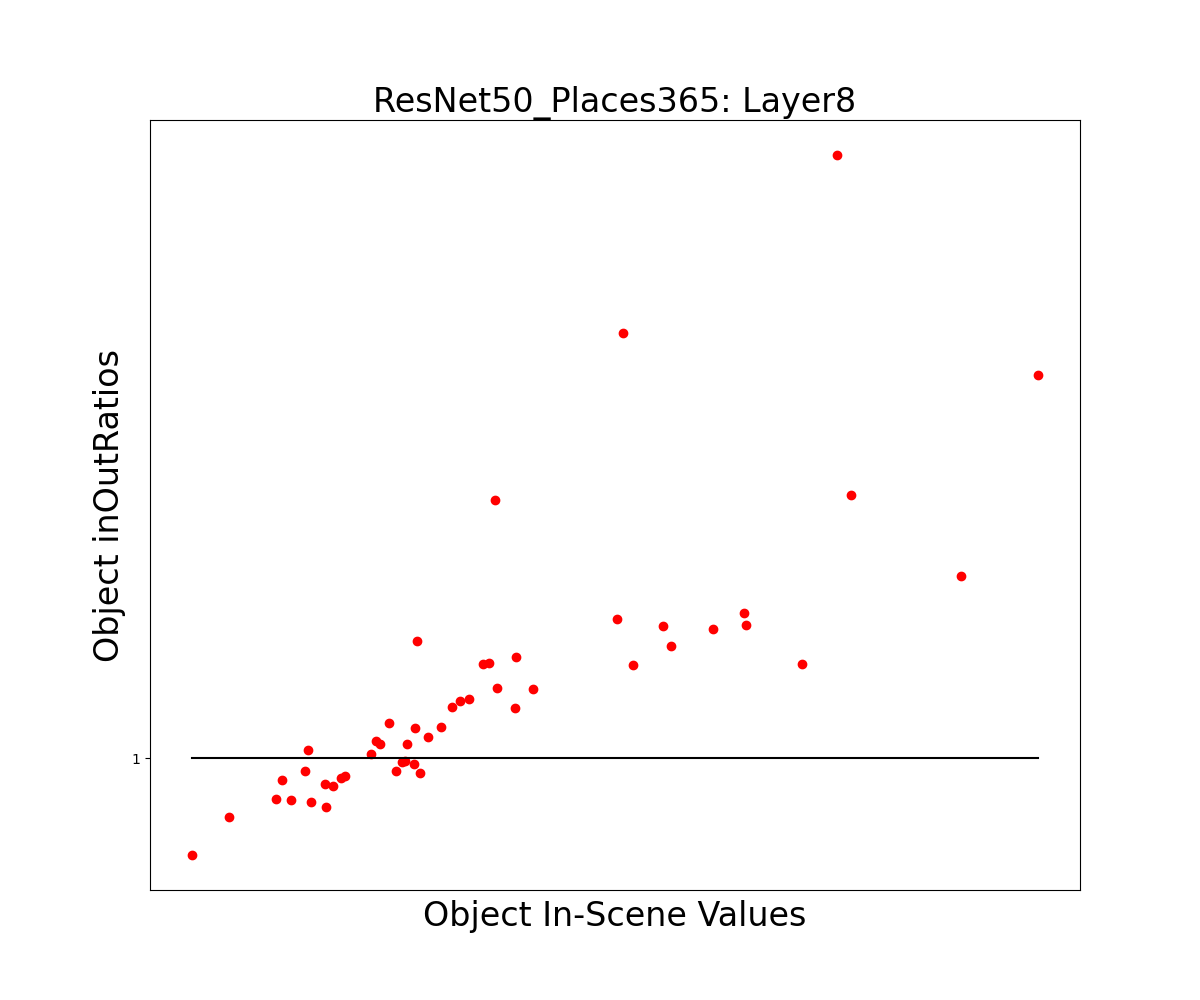 ResNet50_Places365: Layer8
Object inOutRatios
1
Object In-Scene Values